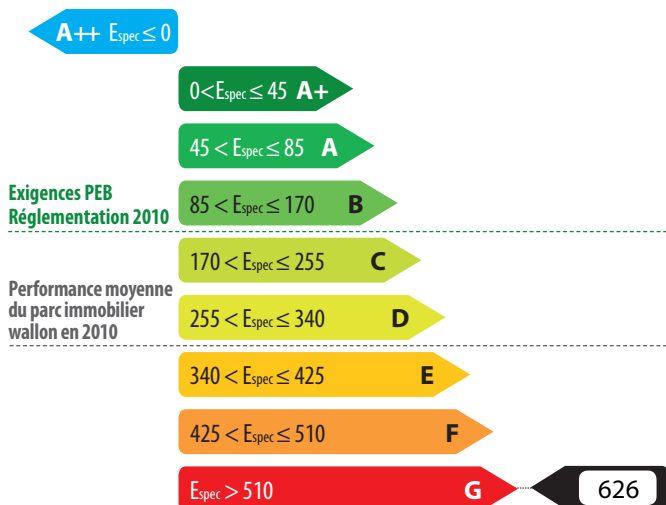 A++ Espec ≤ 0
0<Espec ≤ 45 A+
45 < Espec ≤ 85 A
Exigences PEB
Réglementation 2010
85 < Espec ≤ 170 B
170 < Espec ≤ 255 C
Performance moyenne
du parc immobilier
wallon en 2010
255 < Espec ≤ 340 D
340 < Espec ≤ 425 E
425 < Espec ≤ 510 F
Espec > 510 G
626